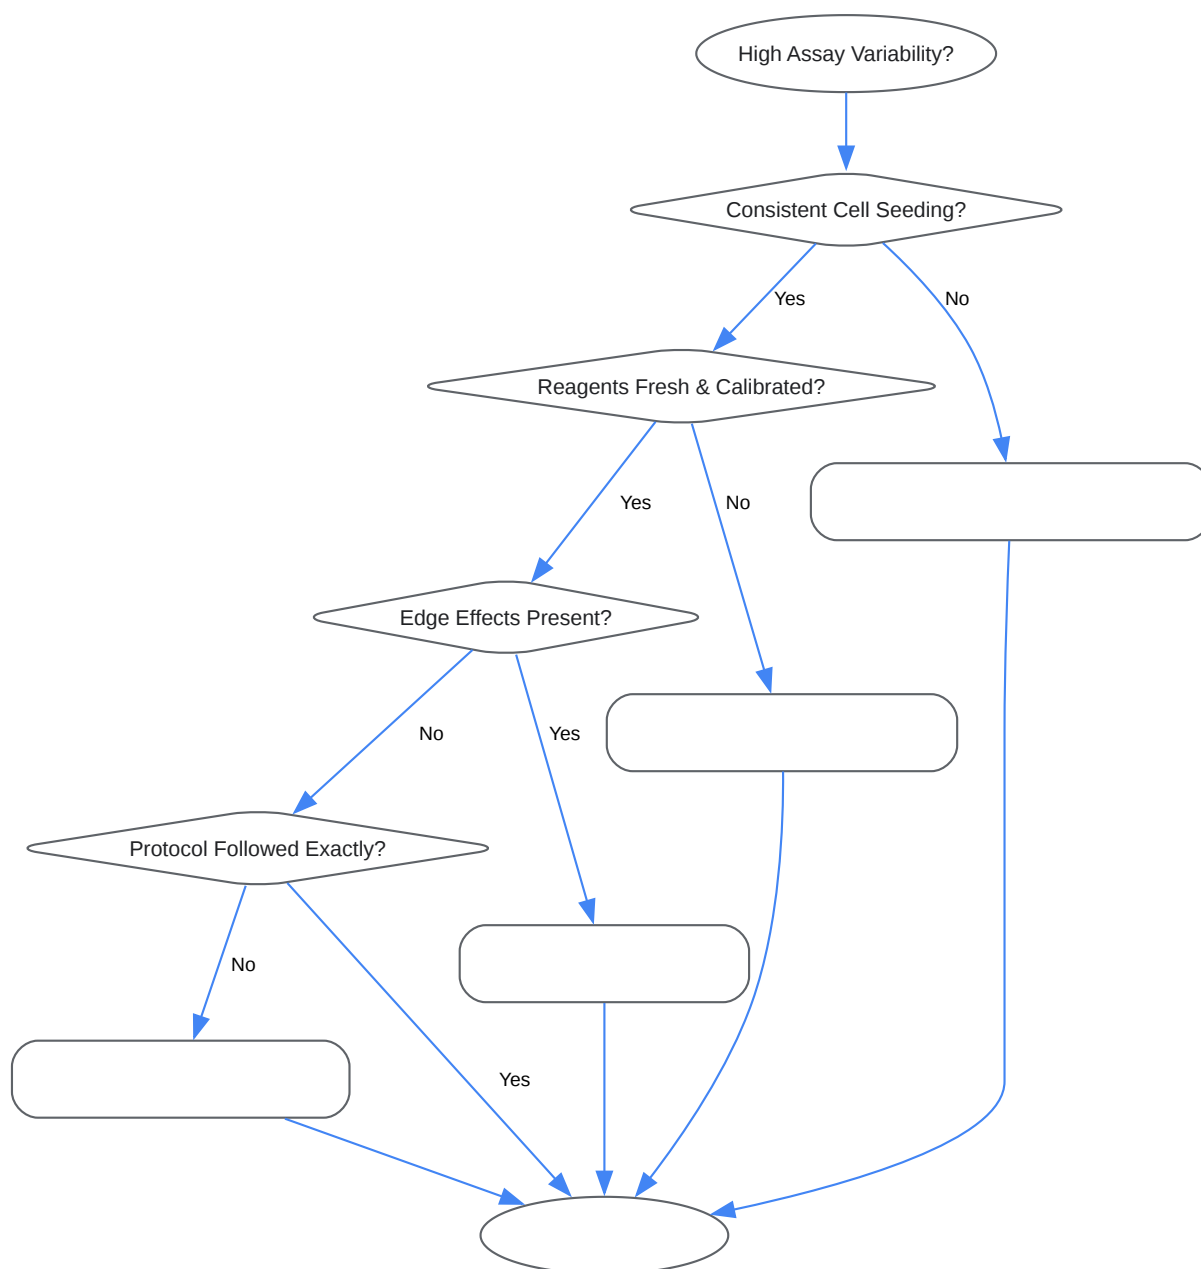 High Assay Variability?
Consistent Cell Seeding?
Yes
No
Reagents Fresh & Calibrated?
Yes
No
Edge Effects Present?
No
Yes
Protocol Followed Exactly?
No
Yes